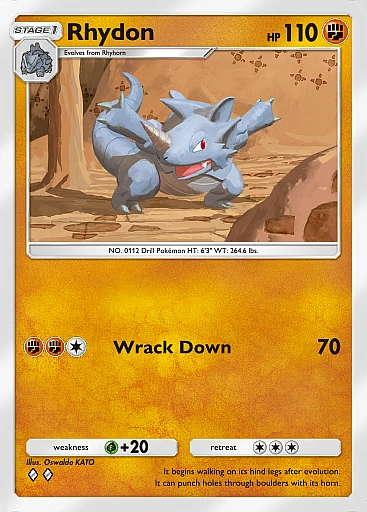 STAGE 1
Rhydon
HP 110
Evolves from Rhyhorn
NO. 0112 Drill Pokémon HT: 6'3" WT: 264.6 lbs.
Wrack Down 70
weakness +20 retreat
Illus. Oswaldo KATO
It begins walking on its hind legs after evolution.
It can punch holes through boulders with its horn.